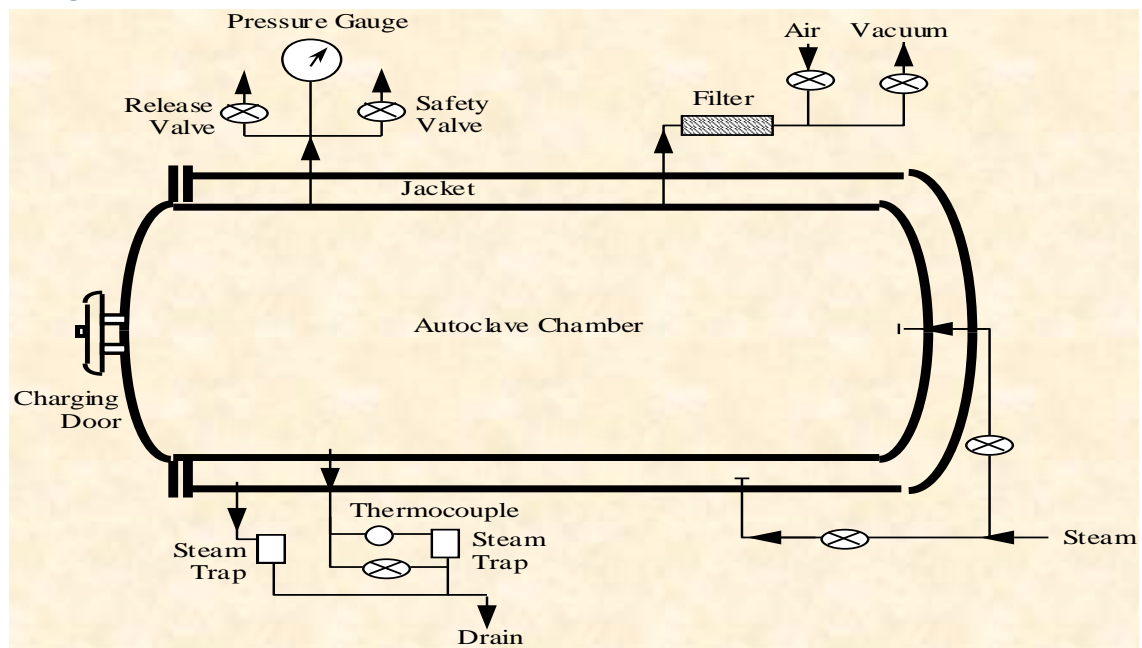 Pressure Gauge
Air
Vacuum
Release
Valve
Safety
Valve
Filter
Jacket
Autoclave Chamber
Charging
Door
Thermocouple
Steam
Trap
Steam
Trap
Steam
Drain